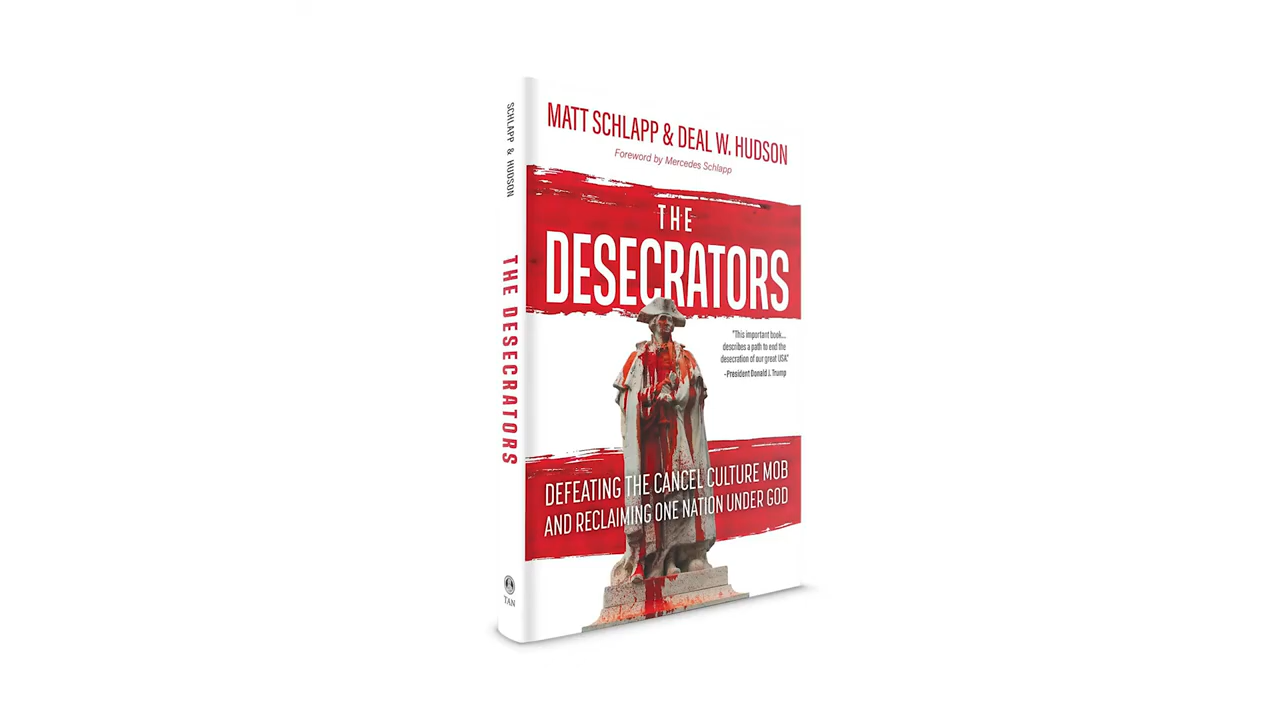 SCHLAPP & HUDSON
THE DESECRATORS
TAN
MATT SCHLAPP & DEAL W. HUDSON
Foreword by Mercedes Schlapp
THE
DESECRATORS
"This important book...
describes a path to end the
desecration of our great USA."
-President Donald J. Trump
DEFEATING THE CANCEL CULTURE MOB
AND RECLAIMING ONE NATION UNDER GOD